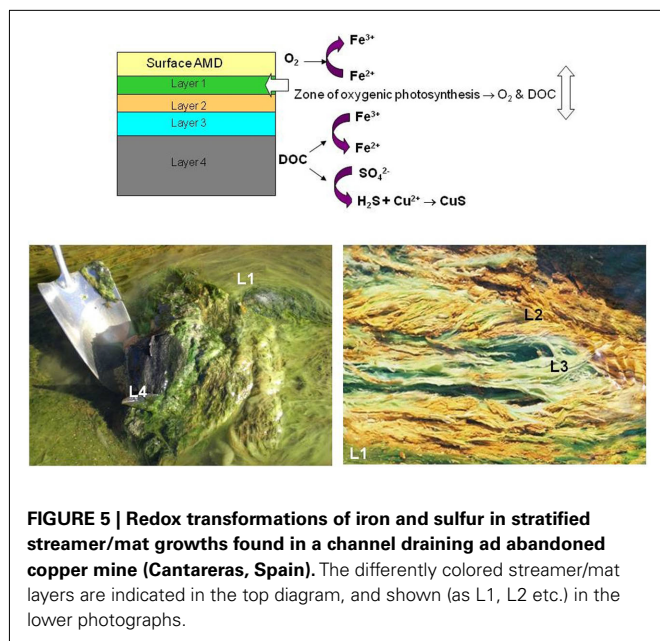 Fe³⁺
Surface AMD O₂
Fe²⁺
Layer 1
Zone of oxygenic photosynthesis → O₂ & DOC
Layer 2
Fe³⁺
Layer 3
Fe²⁺
Layer 4 DOC
SO₄²⁻
H₂S + Cu²⁺ → CuS
L1
L4
L2
L3
L1
FIGURE 5 | Redox transformations of iron and sulfur in stratified
streamer/mat growths found in a channel draining ad abandoned
copper mine (Cantareras, Spain). The differently colored streamer/mat
layers are indicated in the top diagram, and shown (as L1, L2 etc.) in the
lower photographs.